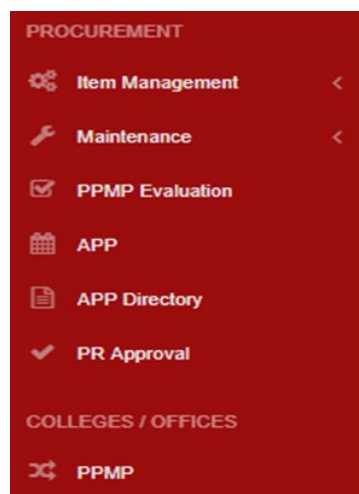 PROCUREMENT
Item Management
Maintenance
PPMP Evaluation
APP
APP Directory
PR Approval
COLLEGES / OFFICES
PPMP